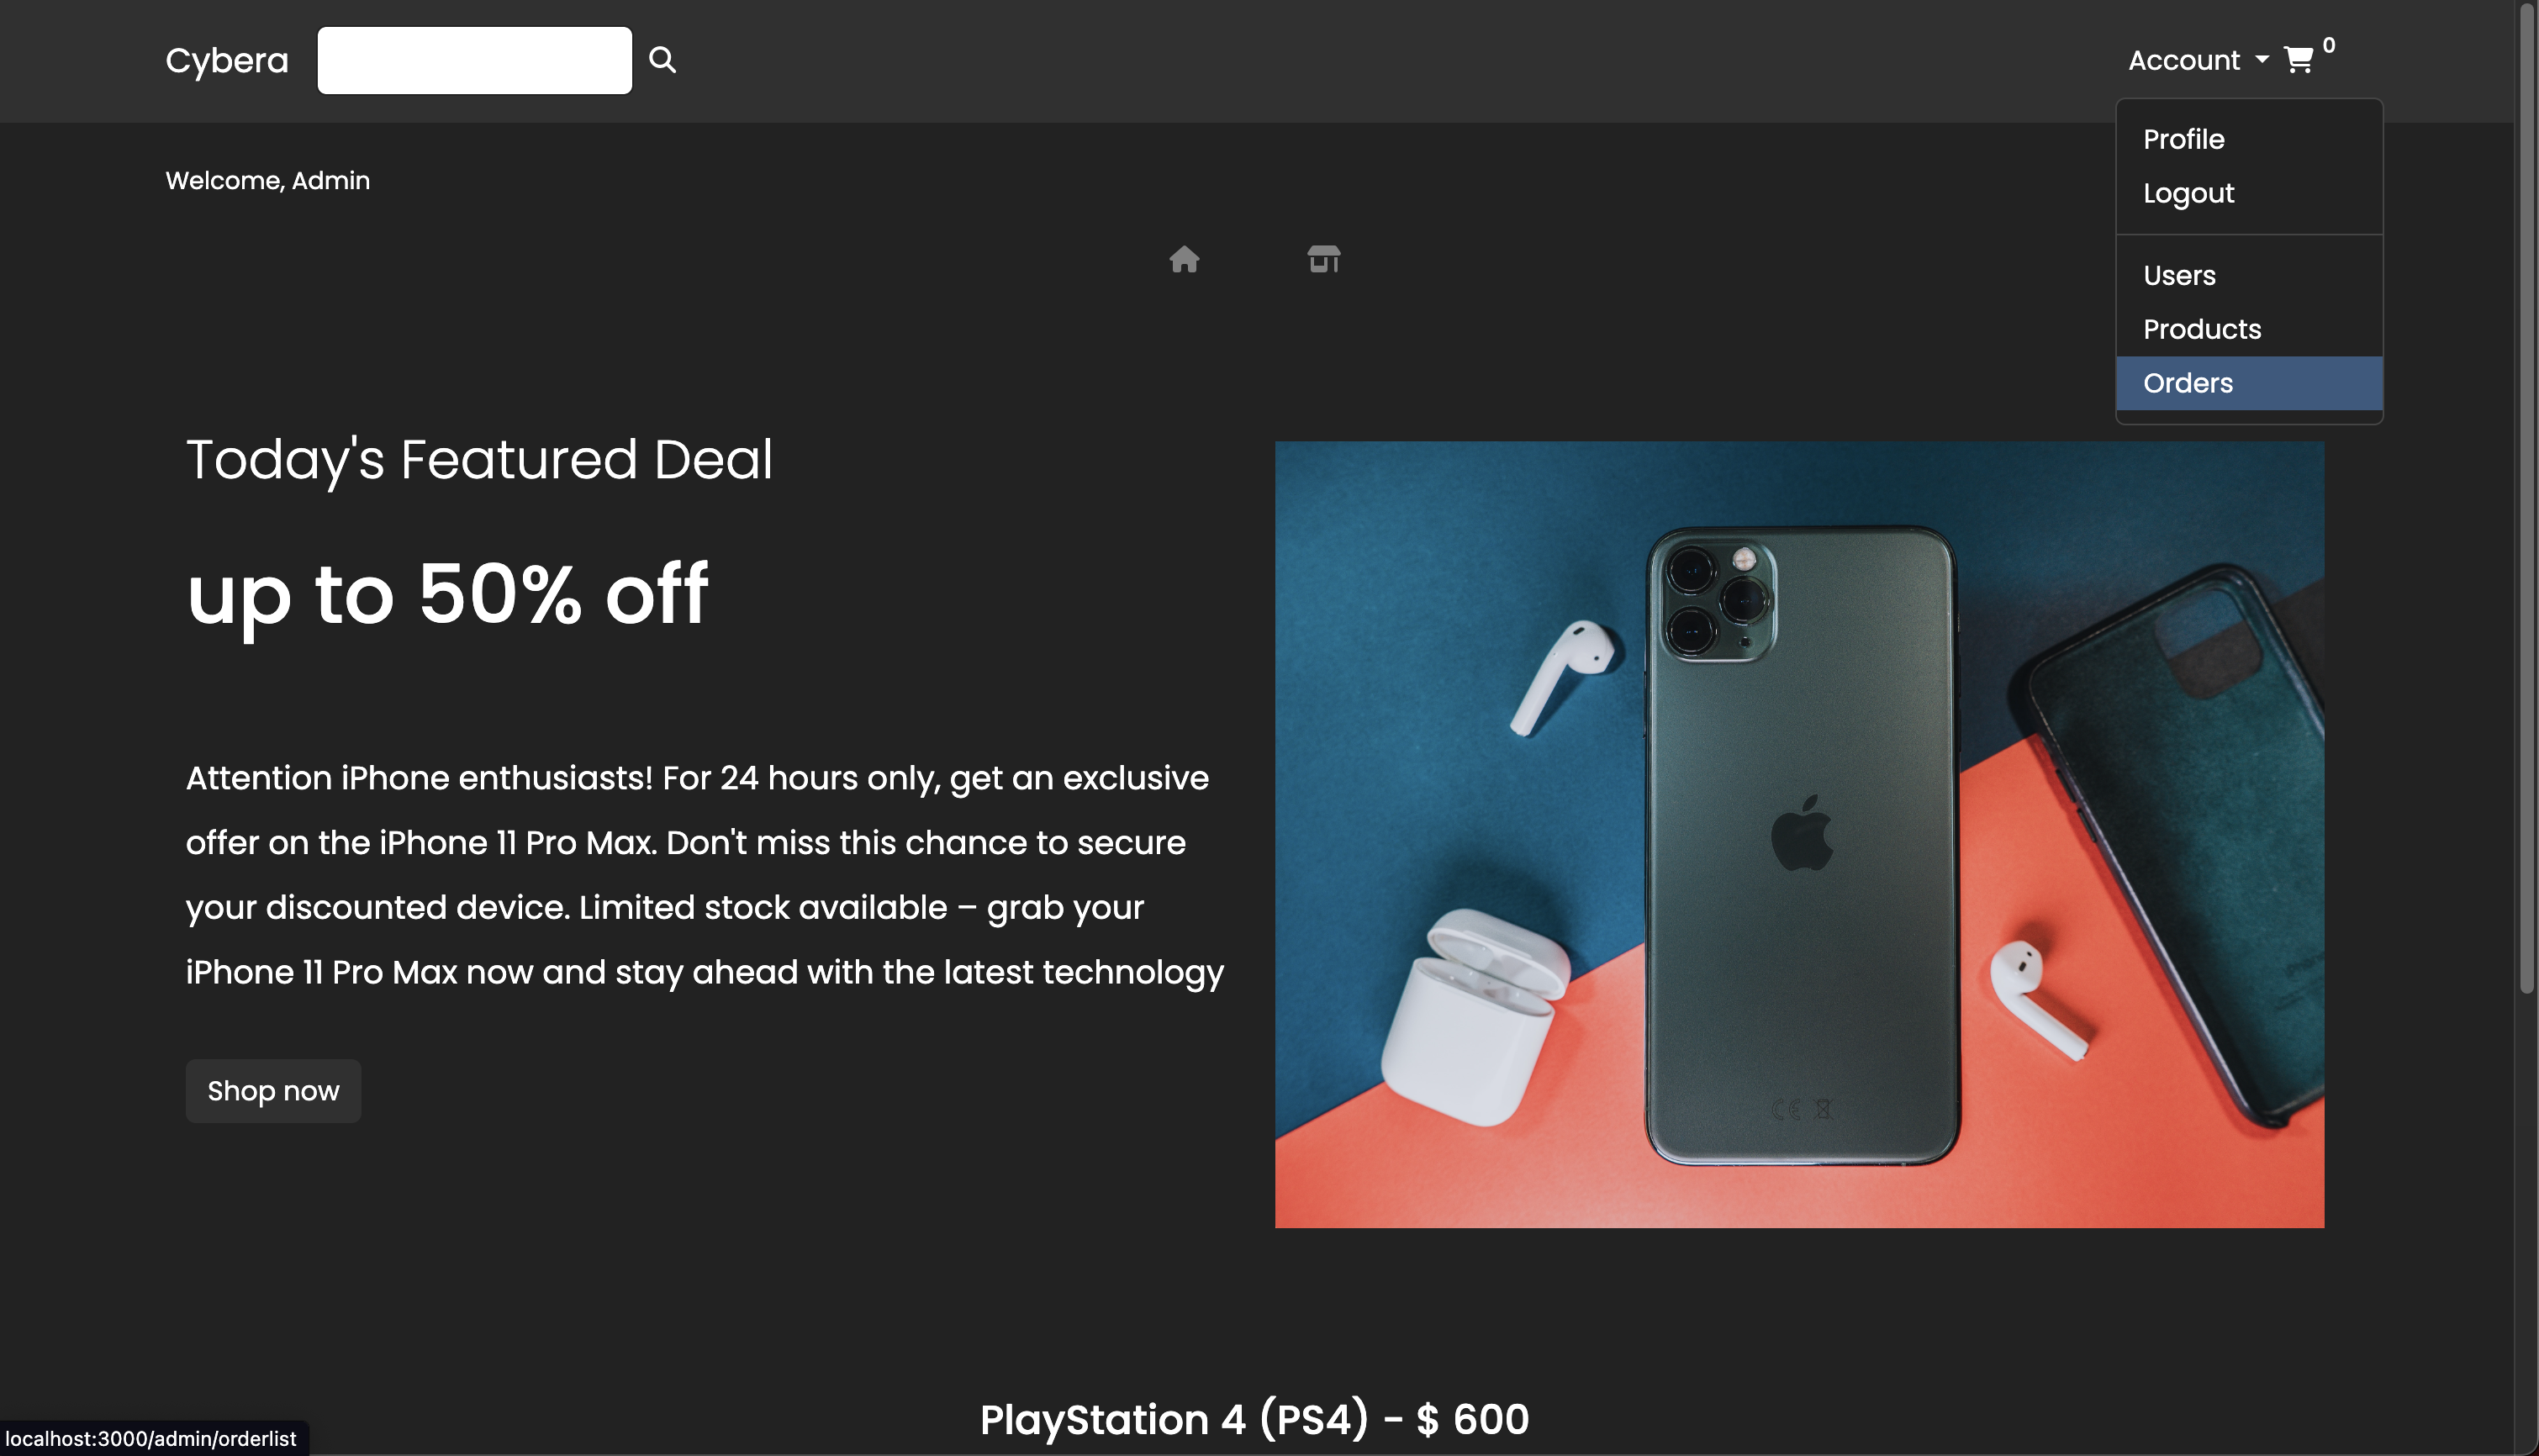 Cybera
Account 0
Profile
Logout
Users
Products
Orders
Welcome, Admin
Today's Featured Deal
up to 50% off
Attention iPhone enthusiasts! For 24 hours only, get an exclusive
offer on the iPhone 11 Pro Max. Don't miss this chance to secure
your discounted device. Limited stock available – grab your
iPhone 11 Pro Max now and stay ahead with the latest technology
Shop now
CE
PlayStation 4 (PS4) - $ 600
localhost:3000/admin/orderlist